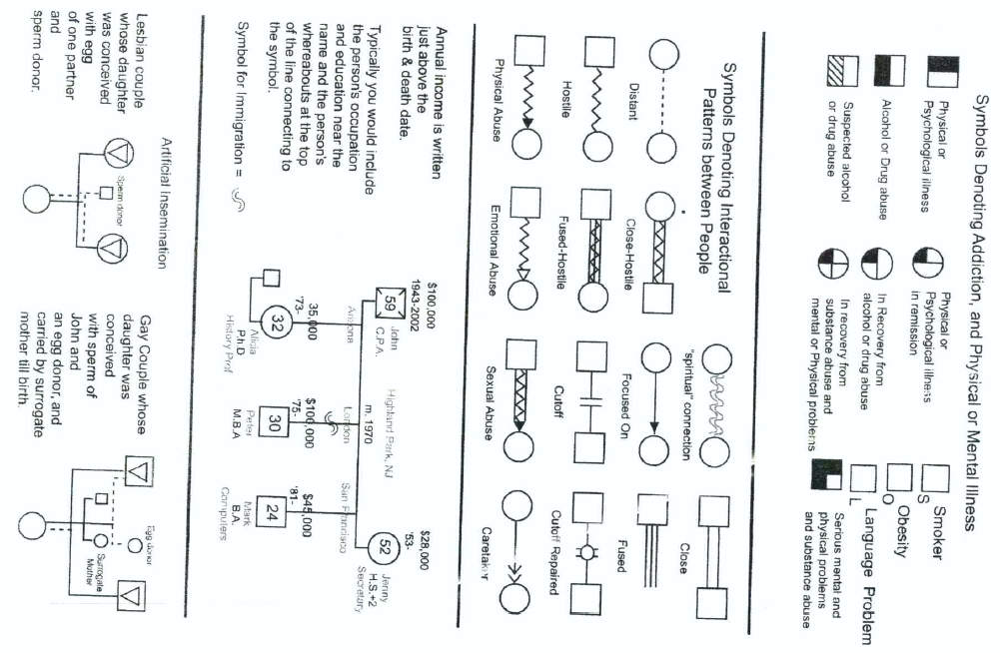 Symbols Denoting Addiction, and Physical or Mental Illness
Physical or
Psychological illness
Physical or
Psychological illness
in remission
S
Smoker
Alcohol or Drug abuse
In Recovery from
alcohol or drug abuse
O
Obesity
Suspected alcohol
or drug abuse
In recovery from
substance abuse and
mental or Physical problems
L
Language Problem
Serious mental and
physical problems
and substance abuse
Symbols Denoting Interactional
Patterns between People
"spiritual" connection
Close
Distant
Close-Hostile
Focused On
Fused
Hostile
Fused-Hostile
Cutoff
Cutoff Repaired
Physical Abuse
Emotional Abuse
Sexual Abuse
Caretaker
Annual income is written
just above the
birth & death date.
Typically you would include
the person's occupation
and education near the
name and the person's
whereabouts at the top
of the line connecting to
the symbol.
Symbol for Immigration =
$100,000
1943-2002
59
John
C.P.A.
Highland Park, NJ
m. 1970
$28,000
'53-
52
Jenny
H.S.+2
Secretary
Arizona
London
San Francisco
35,000
'73-
32
Alicia
Ph.D
History Prof
$100,000
'75-
30
Peter
M.B.A
$45,000
'81-
24
Mark
B.A.
Computers
Artificial Insemination
Lesbian couple
whose daughter
was conceived
with egg
of one partner
and
sperm donor.
Sperm donor
Gay Couple whose
daughter was
conceived
with sperm of
John and
an egg donor, and
carried by surrogate
mother till birth.
Egg donor
Surrogate
Mother